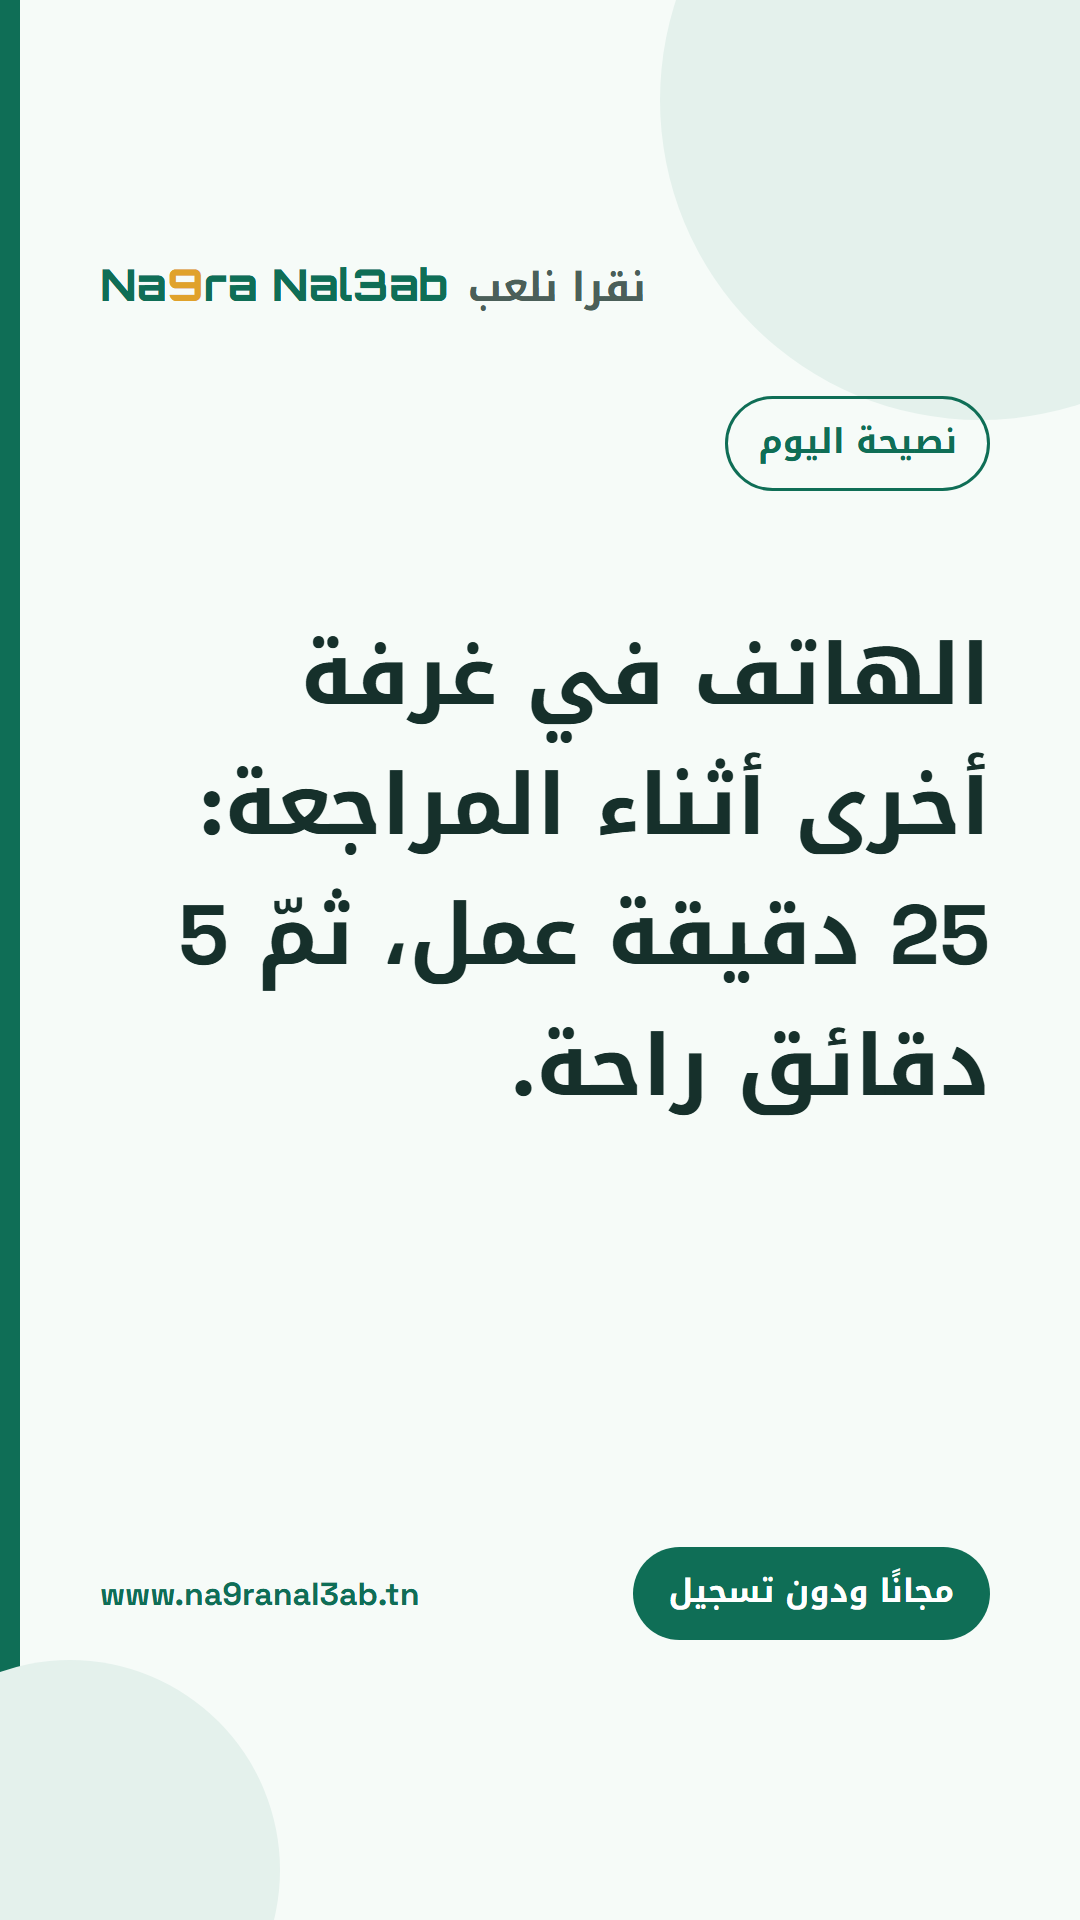 Na9ra Nal3ab نقرا نلعب
نصيحة اليوم
الهاتف في غرفة
أخرى أثناء المراجعة:
25 دقيقة عمل، ثمّ 5
دقائق راحة.
مجانًا ودون تسجيل
www.na9ranal3ab.tn